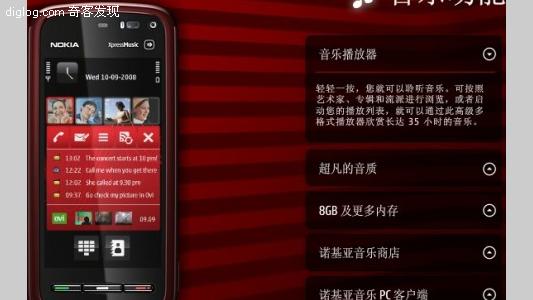 diglog.com 奇客发现
音乐功能
NOKIA
XpressMusic
Wed 10-09-2008
13:02 The concert starts at 10 pm!
12:22 Call me when you get there
12:02 She called at 9.30 pm
09:37 Go check my picture in Ovi
ovi
09.09
音乐播放器
轻轻一按，您就可以聆听音乐、可按照
艺术家、专辑和流派进行浏览，或者启
动您的播放列表，就可以通过此高级多
格式播放器欣赏长达 35 小时的音乐。
超凡的音质
8GB 及更多内存
诺基亚音乐商店
诺基亚音乐 PC 客户端